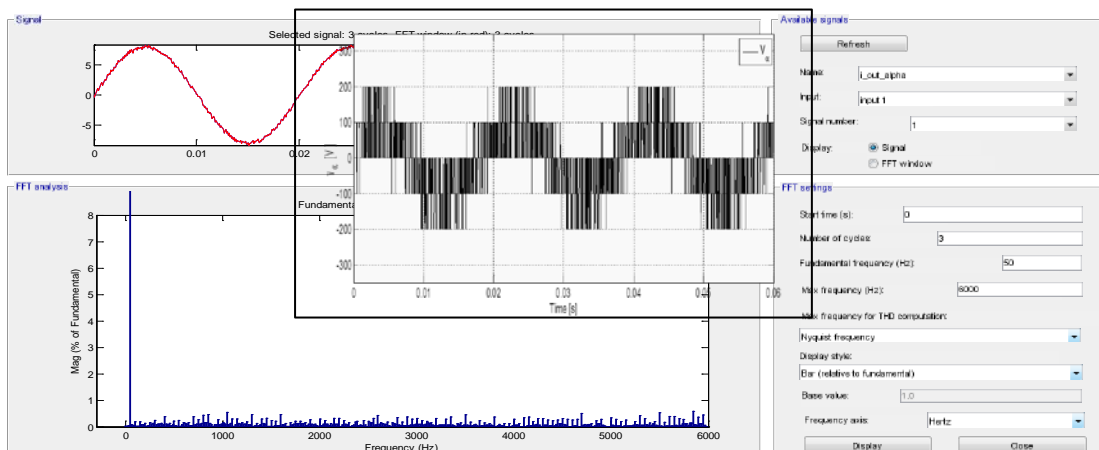 Signal
Selected signal: 3 cycles. FFT window (in red): 3 cycles
5
0
-5
0
0.01
0.02
300
200
100
0
-100
-200
-300
V
0
0.01
0.02
0.03
0.04
0.05
0.06
Time [s]
FFT analysis
Fundamenta
8
7
6
5
4
3
2
1
0
Mag (% of Fundamental)
0
1000
2000
3000
4000
5000
6000
Frequency (Hz)
Available signals
Refresh
Name:
i_out_alpha
Input:
input 1
Signal number:
1
Display:
Signal
FFT window
FFT settings
Start time (s):
0
Number of cycles:
3
Fundamental frequency (Hz):
50
Max frequency (Hz):
6000
Max frequency for THD computation:
Nyquist frequency
Display style:
Bar (relative to fundamental)
Base value:
1.0
Frequency axis:
Hertz
Display
Close